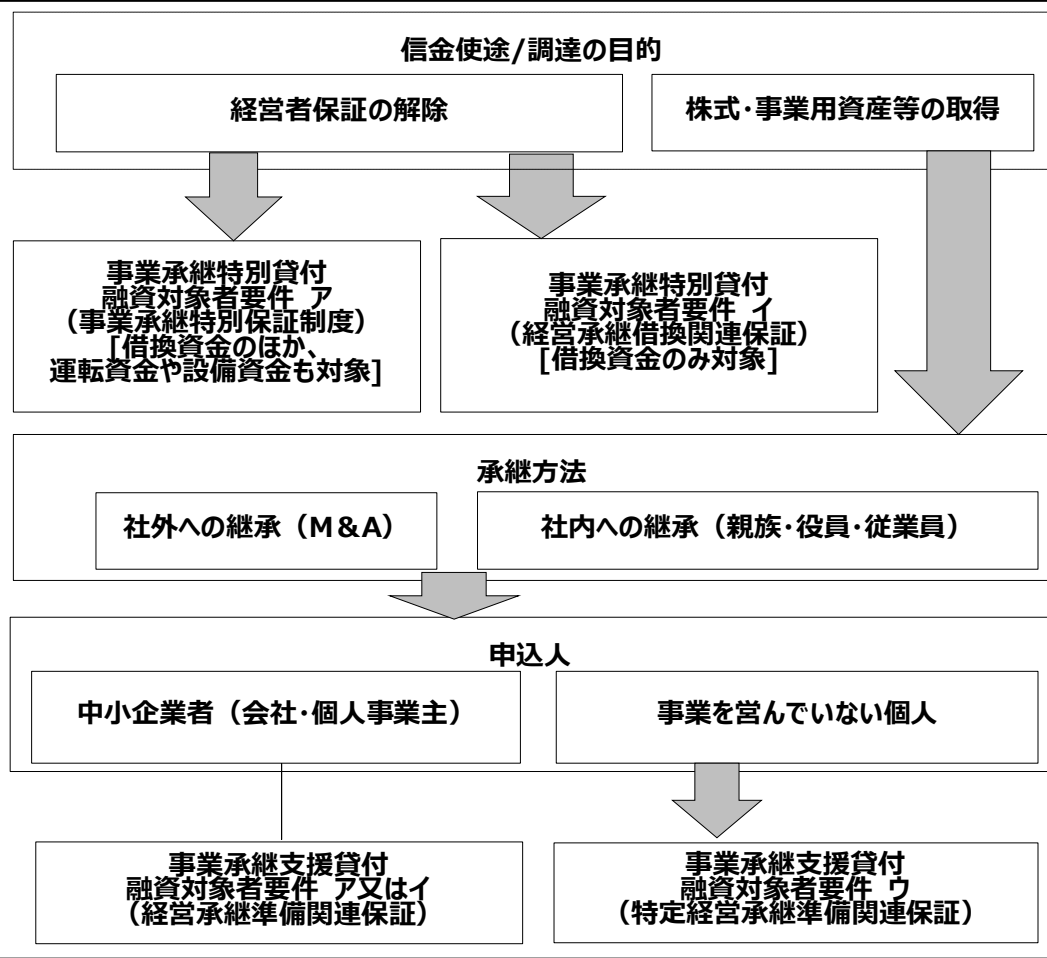 信金使途/調達の目的
経営者保証の解除
株式･事業用資産等の取得
事業承継特別貸付
融資対象者要件 ア
（事業承継特別保証制度）
[借換資金のほか、
運転資金や設備資金も対象]
事業承継特別貸付
融資対象者要件 イ
（経営承継借換関連保証）
[借換資金のみ対象]
承継方法
社外への継承（M＆A）
社内への継承（親族･役員･従業員）
申込人
中小企業者（会社･個人事業主）
事業を営んでいない個人
事業承継支援貸付
融資対象者要件 ア又はイ
（経営承継準備関連保証）
事業承継支援貸付
融資対象者要件 ウ
（特定経営承継準備関連保証）